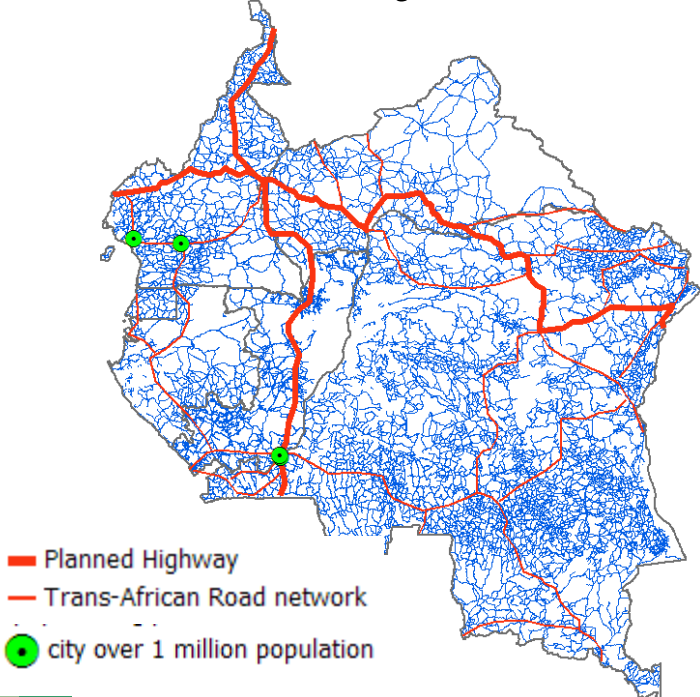 Planned Highway
Trans-African Road network
city over 1 million population